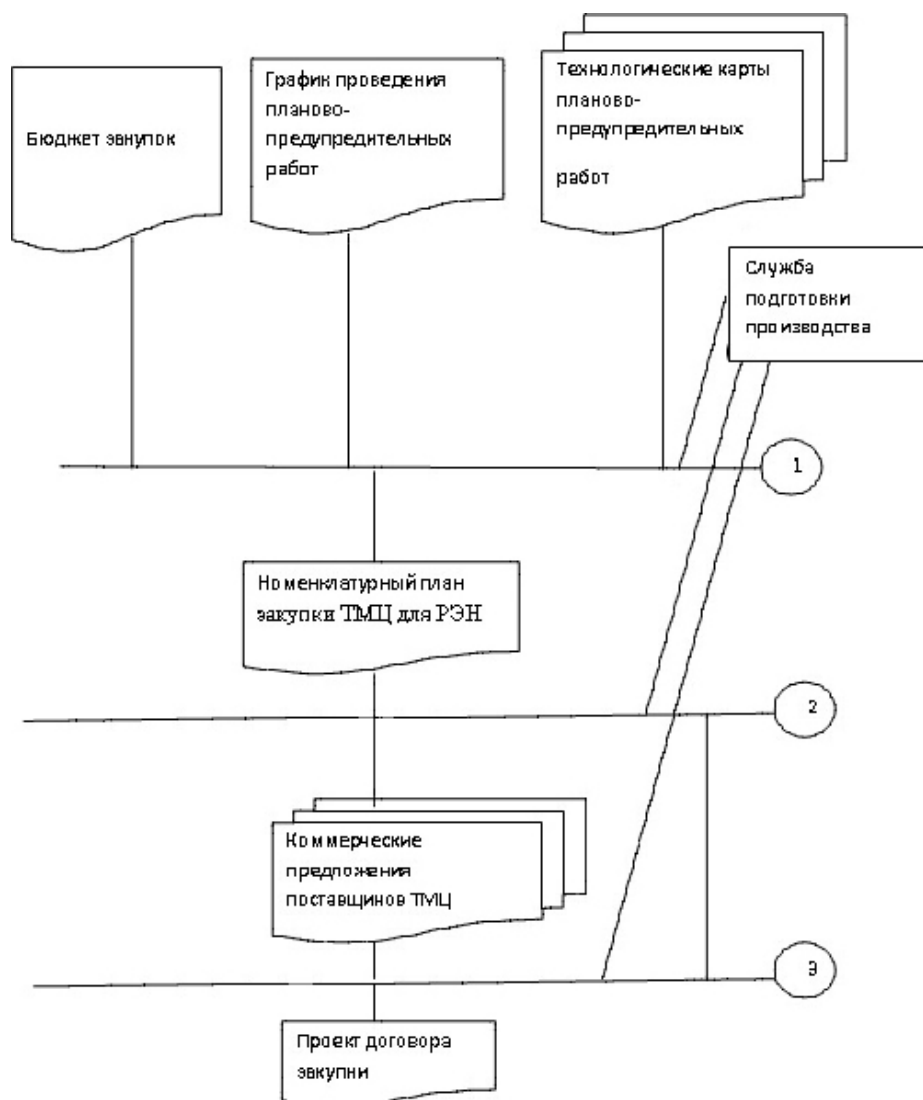 Бюджет закупок
График проведения
планово-
предупредительных
работ
Технологические карты
планово-
предупредительных
работ
Служба
подготовки
производства
1
Номенклатурный план
закупки ТМЦ для РЭН
2
Коммерческие
предложения
поставщиков ТМЦ
3
Проект договора
закупки